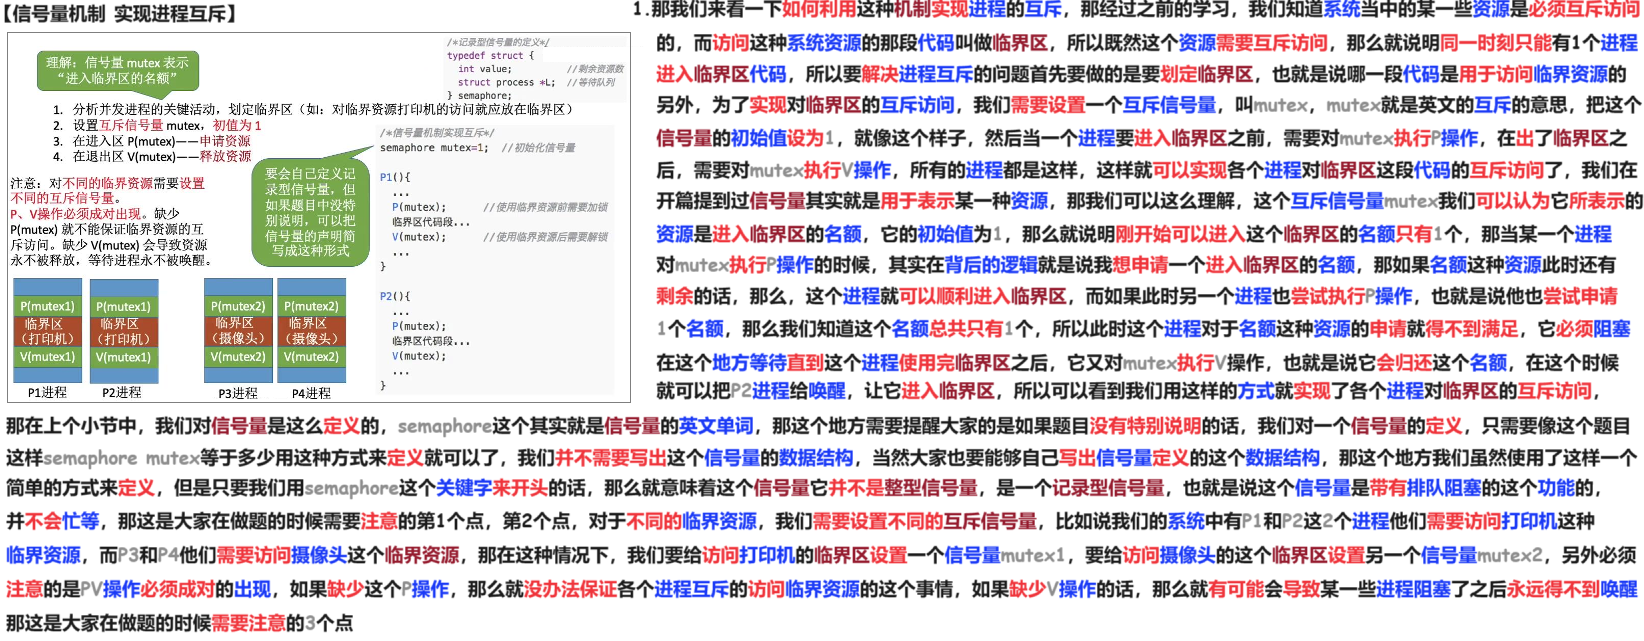 【信号量机制 实现进程互斥】
理解：信号量 mutex 表示
“进入临界区的名额”
/*记录型信号量的定义*/
typedef struct {
int value; //剩余资源数
struct process *L; //等待队列
} semaphore;
1. 分析并发进程的关键活动，划定临界区（如：对临界资源打印机的访问就应放在临界区）
2. 设置互斥信号量 mutex，初值为 1
3. 在进入区 P(mutex)——申请资源
4. 在退出区 V(mutex)——释放资源
注意：对不同的临界资源需要设置
不同的互斥信号量。
P、V操作必须成对出现。缺少
P(mutex) 就不能保证临界资源的互
斥访问。缺少 V(mutex) 会导致资源
永不被释放，等待进程永不被唤醒。
要会自己定义记
录型信号量，但
如果题目中没特
别说明，可以把
信号量的声明简
写成这种形式
/*信号量机制实现互斥*/
semaphore mutex=1; //初始化信号量
P1(){
...
P(mutex); //使用临界资源前需要加锁
临界区代码段...
V(mutex); //使用临界资源后需要解锁
...
}
P2(){
...
P(mutex);
临界区代码段...
V(mutex);
...
}
P(mutex1) P(mutex1) P(mutex2) P(mutex2)
临界区 临界区 临界区 临界区
（打印机） （打印机） （摄像头） （摄像头）
V(mutex1) V(mutex1) V(mutex2) V(mutex2)
P1进程 P2进程 P3进程 P4进程
1.那我们来看一下如何利用这种机制实现进程的互斥，那经过之前的学习，我们知道系统当中的某一些资源是必须互斥访问
的，而访问这种系统资源的那段代码叫做临界区，所以既然这个资源需要互斥访问，那么就说明同一时刻只能有1个进程
进入临界区代码，所以要解决进程互斥的问题首先要做的是要划定临界区，也就是说哪一段代码是用于访问临界资源的
另外，为了实现对临界区的互斥访问，我们需要设置一个互斥信号量，叫mutex，mutex就是英文的互斥的意思，把这个
信号量的初始值设为1，就像这个样子，然后当一个进程要进入临界区之前，需要对mutex执行P操作，在出了临界区之
后，需要对mutex执行V操作，所有的进程都是这样，这样就可以实现各个进程对临界区这段代码的互斥访问了，我们在
开篇提到过信号量其实就是用于表示某一种资源，那我们可以这么理解，这个互斥信号量mutex我们可以认为它所表示的
资源是进入临界区的名额，它的初始值为1，那么就说明刚开始可以进入这个临界区的名额只有1个，那当某一个进程
对mutex执行P操作的时候，其实在背后的逻辑就是说我想申请一个进入临界区的名额，那如果名额这种资源此时还有
剩余的话，那么，这个进程就可以顺利进入临界区，而如果此时另一个进程也尝试执行P操作，也就是说他也尝试申请
1个名额，那么我们知道这个名额总共只有1个，所以此时这个进程对于名额这种资源的申请就得不到满足，它必须阻塞
在这个地方等待直到这个进程使用完临界区之后，它又对mutex执行V操作，也就是说它会归还这个名额，在这个时候
就可以把P2进程给唤醒，让它进入临界区，所以可以看到我们用这样的方式就实现了各个进程对临界区的互斥访问，
那在上个小节中，我们对信号量是这么定义的，semaphore这个其实就是信号量的英文单词，那这个地方需要提醒大家的是如果题目没有特别说明的话，我们对一个信号量的定义，只需要像这个题目
这样semaphore mutex等于多少用这种方式来定义就可以了，我们并不需要写出这个信号量的数据结构，当然大家也要能够自己写出信号量定义的这个数据结构，那这个地方我们虽然使用了这样一个
简单的方式来定义，但是只要我们用semaphore这个关键字来开头的话，那么就意味着这个信号量它并不是整型信号量，是一个记录型信号量，也就是说这个信号量是带有排队阻塞的这个功能的，
并不会忙等，那这是大家在做题的时候需要注意的第1个点，第2个点，对于不同的临界资源，我们需要设置不同的互斥信号量，比如说我们的系统中有P1和P2这2个进程他们需要访问打印机这种
临界资源，而P3和P4他们需要访问摄像头这个临界资源，那在这种情况下，我们要给访问打印机的临界区设置一个信号量mutex1，要给访问摄像头的这个临界区设置另一个信号量mutex2，另外必须
注意的是PV操作必须成对的出现，如果缺少这个P操作，那么就没办法保证各个进程互斥的访问临界资源的这个事情，如果缺少V操作的话，那么就有可能会导致某一些进程阻塞了之后永远得不到唤醒
那这是大家在做题的时候需要注意的3个点